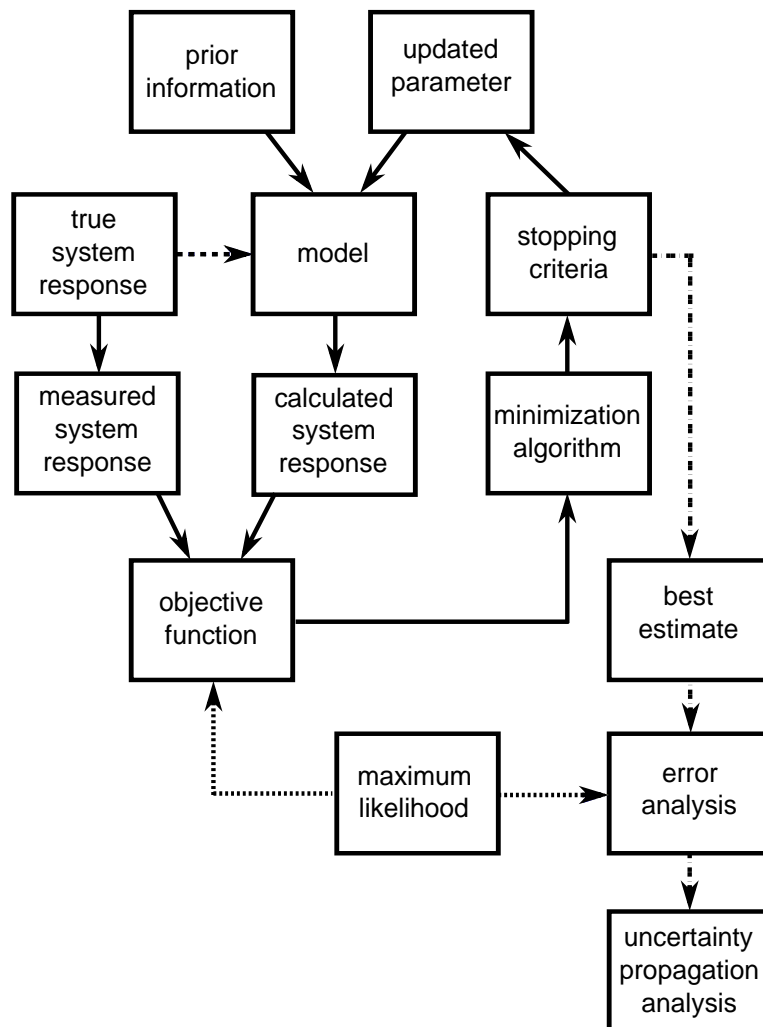 prior
information
updated
parameter
true
system
response
model
stopping
criteria
measured
system
response
calculated
system
response
minimization
algorithm
objective
function
best
estimate
maximum
likelihood
error
analysis
uncertainty
propagation
analysis